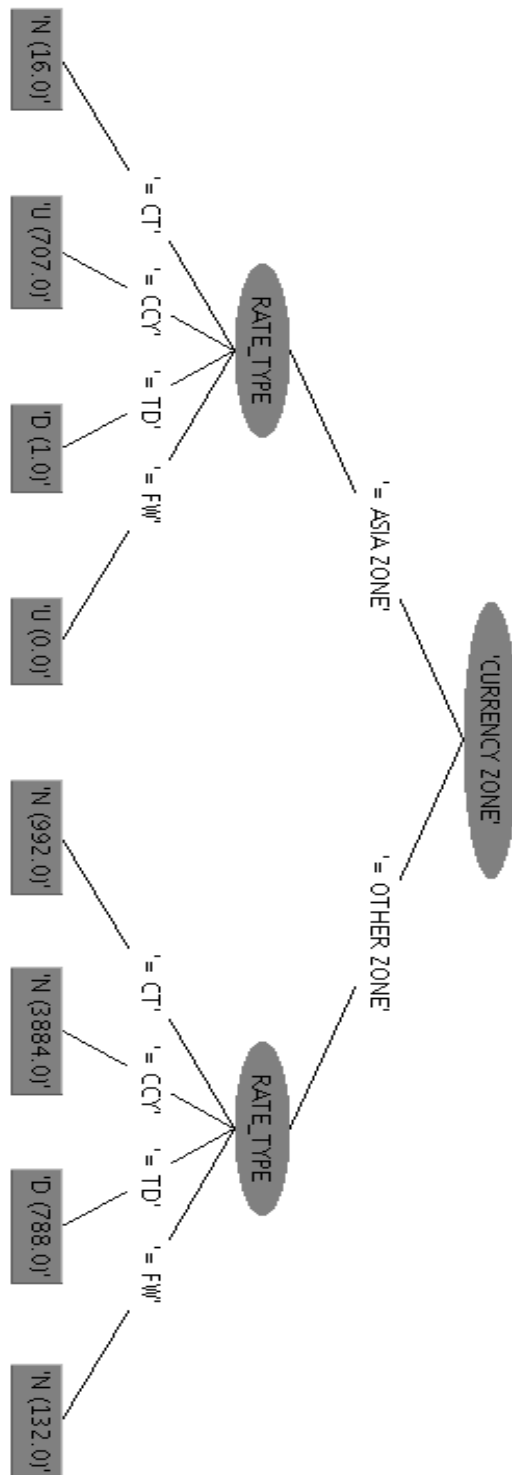 'CURRENCY ZONE'
'= ASIA ZONE'
'= OTHER ZONE'
RATE_TYPE
RATE_TYPE
'= CT'
'= CCY'
'= TD'
'= FW'
'= CT'
'= CCY'
'= TD'
'= FW'
'N (16.0)'
'U (707.0)'
'D (1.0)'
'U (0.0)'
'N (992.0)'
'N (3884.0)'
'D (788.0)'
'N (132.0)'